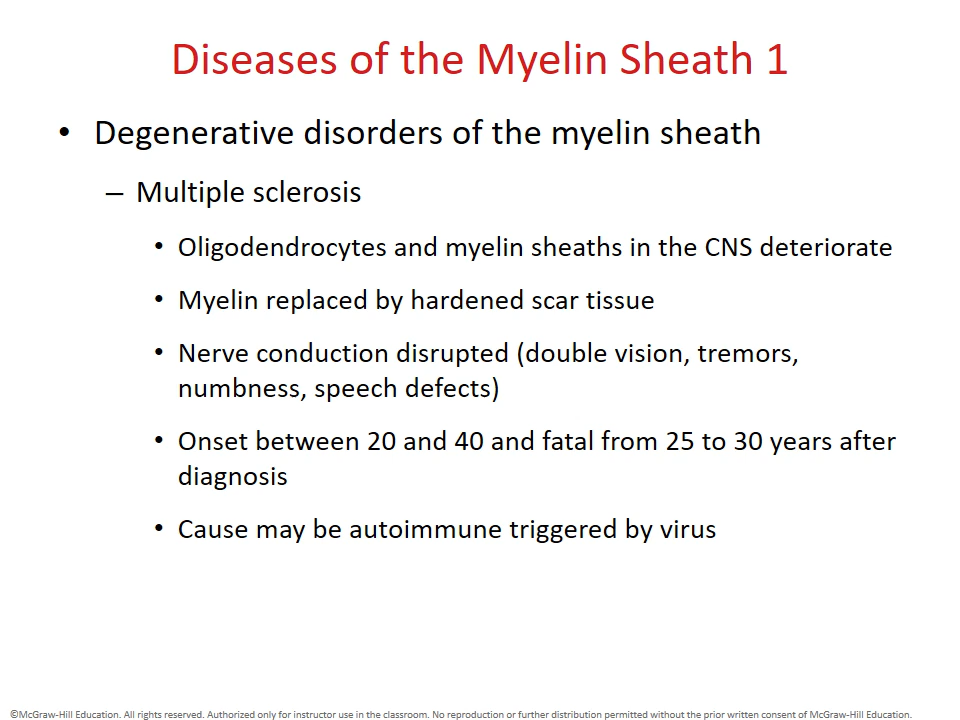 Diseases of the Myelin Sheath 1
• Degenerative disorders of the myelin sheath
– Multiple sclerosis
• Oligodendrocytes and myelin sheaths in the CNS deteriorate
• Myelin replaced by hardened scar tissue
• Nerve conduction disrupted (double vision, tremors,
numbness, speech defects)
• Onset between 20 and 40 and fatal from 25 to 30 years after
diagnosis
• Cause may be autoimmune triggered by virus
©McGraw-Hill Education. All rights reserved. Authorized only for instructor use in the classroom. No reproduction or further distribution permitted without the prior written consent of McGraw-Hill Education.